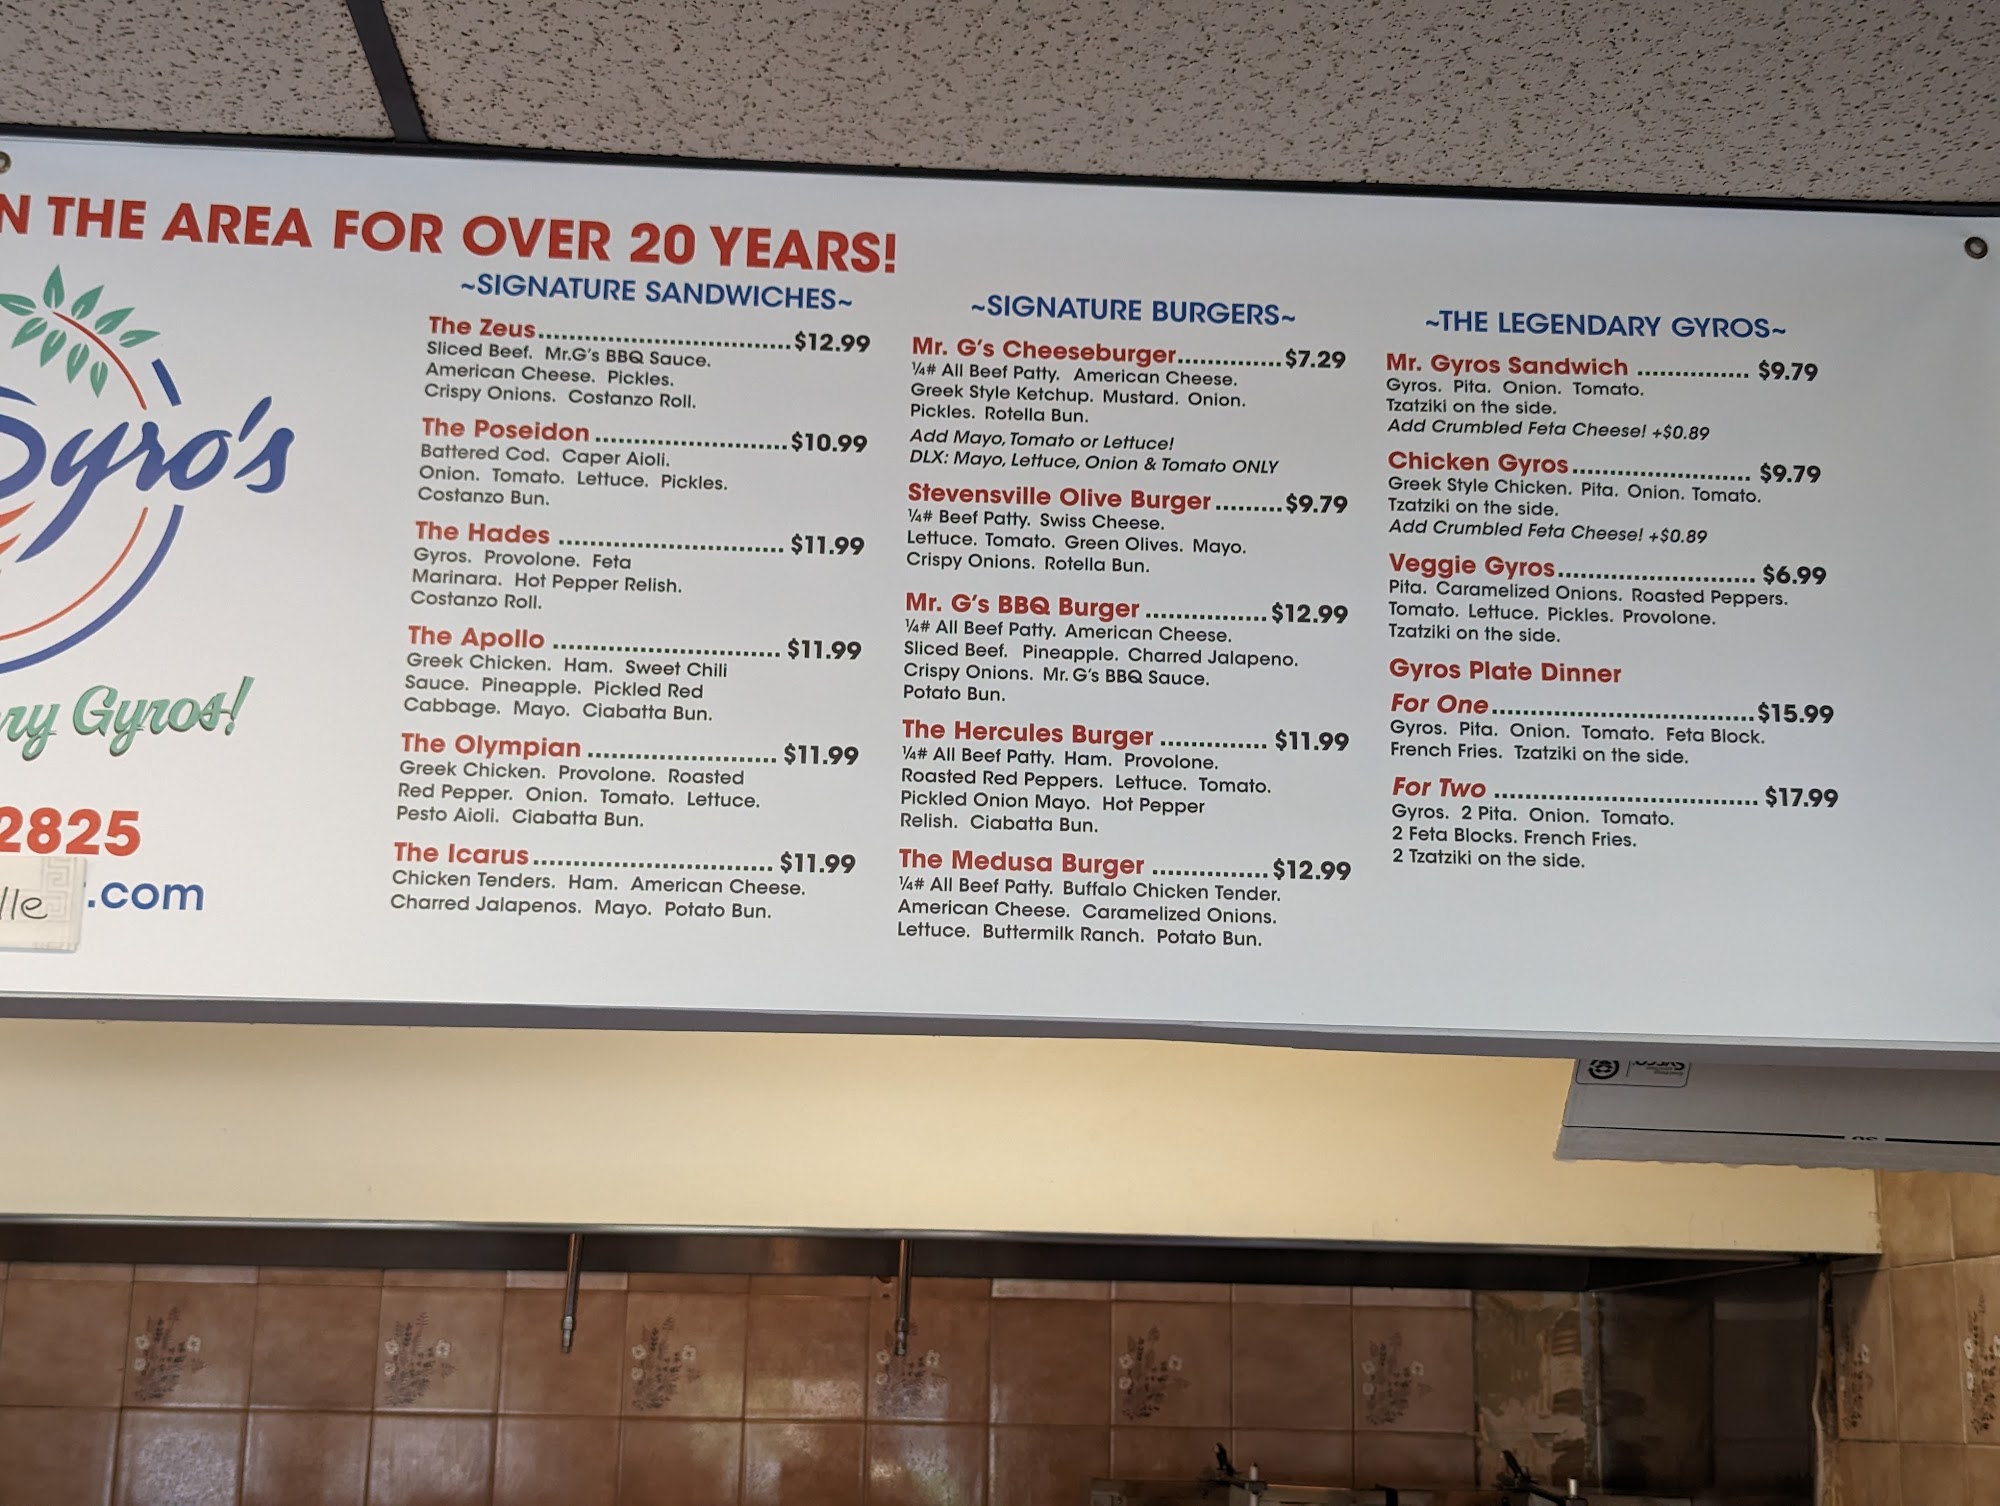 N THE AREA FOR OVER 20 YEARS!
Gyro's
ry Gyros!
2825
.com
lle
~SIGNATURE SANDWICHES~
The Zeus..............................$12.99
Sliced Beef. Mr.G's BBQ Sauce.
American Cheese. Pickles.
Crispy Onions. Costanzo Roll.
The Poseidon.......................$10.99
Battered Cod. Caper Aioli.
Onion. Tomato. Lettuce. Pickles.
Costanzo Bun.
The Hades ........................... $11.99
Gyros. Provolone. Feta
Marinara. Hot Pepper Relish.
Costanzo Roll.
The Apollo ........................... $11.99
Greek Chicken. Ham. Sweet Chili
Sauce. Pineapple. Pickled Red
Cabbage. Mayo. Ciabatta Bun.
The Olympian ...................... $11.99
Greek Chicken. Provolone. Roasted
Red Pepper. Onion. Tomato. Lettuce.
Pesto Aioli. Ciabatta Bun.
The Icarus............................ $11.99
Chicken Tenders. Ham. American Cheese.
Charred Jalapenos. Mayo. Potato Bun.
~SIGNATURE BURGERS~
Mr. G's Cheeseburger............$7.29
¼# All Beef Patty. American Cheese.
Greek Style Ketchup. Mustard. Onion.
Pickles. Rotella Bun.
Add Mayo, Tomato or Lettuce!
DLX: Mayo, Lettuce, Onion & Tomato ONLY
Stevensville Olive Burger........$9.79
¼# Beef Patty. Swiss Cheese.
Lettuce. Tomato. Green Olives. Mayo.
Crispy Onions. Rotella Bun.
Mr. G's BBQ Burger ..............$12.99
¼# All Beef Patty. American Cheese.
Sliced Beef. Pineapple. Charred Jalapeno.
Crispy Onions. Mr. G's BBQ Sauce.
Potato Bun.
The Hercules Burger ............. $11.99
¼# All Beef Patty. Ham. Provolone.
Roasted Red Peppers. Lettuce. Tomato.
Pickled Onion Mayo. Hot Pepper
Relish. Ciabatta Bun.
The Medusa Burger ..............$12.99
¼# All Beef Patty. Buffalo Chicken Tender.
American Cheese. Caramelized Onions.
Lettuce. Buttermilk Ranch. Potato Bun.
~THE LEGENDARY GYROS~
Mr. Gyros Sandwich .............. $9.79
Gyros. Pita. Onion. Tomato.
Tzatziki on the side.
Add Crumbled Feta Cheese! +$0.89
Chicken Gyros...................... $9.79
Greek Style Chicken. Pita. Onion. Tomato.
Tzatziki on the side.
Add Crumbled Feta Cheese! +$0.89
Veggie Gyros........................ $6.99
Pita. Caramelized Onions. Roasted Peppers.
Tomato. Lettuce. Pickles. Provolone.
Tzatziki on the side.
Gyros Plate Dinner
For One................................$15.99
Gyros. Pita. Onion. Tomato. Feta Block.
French Fries. Tzatziki on the side.
For Two ................................ $17.99
Gyros. 2 Pita. Onion. Tomato.
2 Feta Blocks. French Fries.
2 Tzatziki on the side.